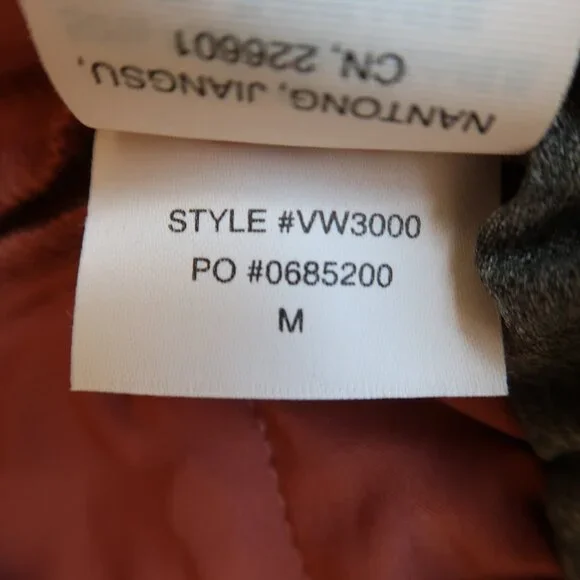 NANTONG, JIANGSU,
CN, 226601
STYLE #VW3000
PO #0685200
M